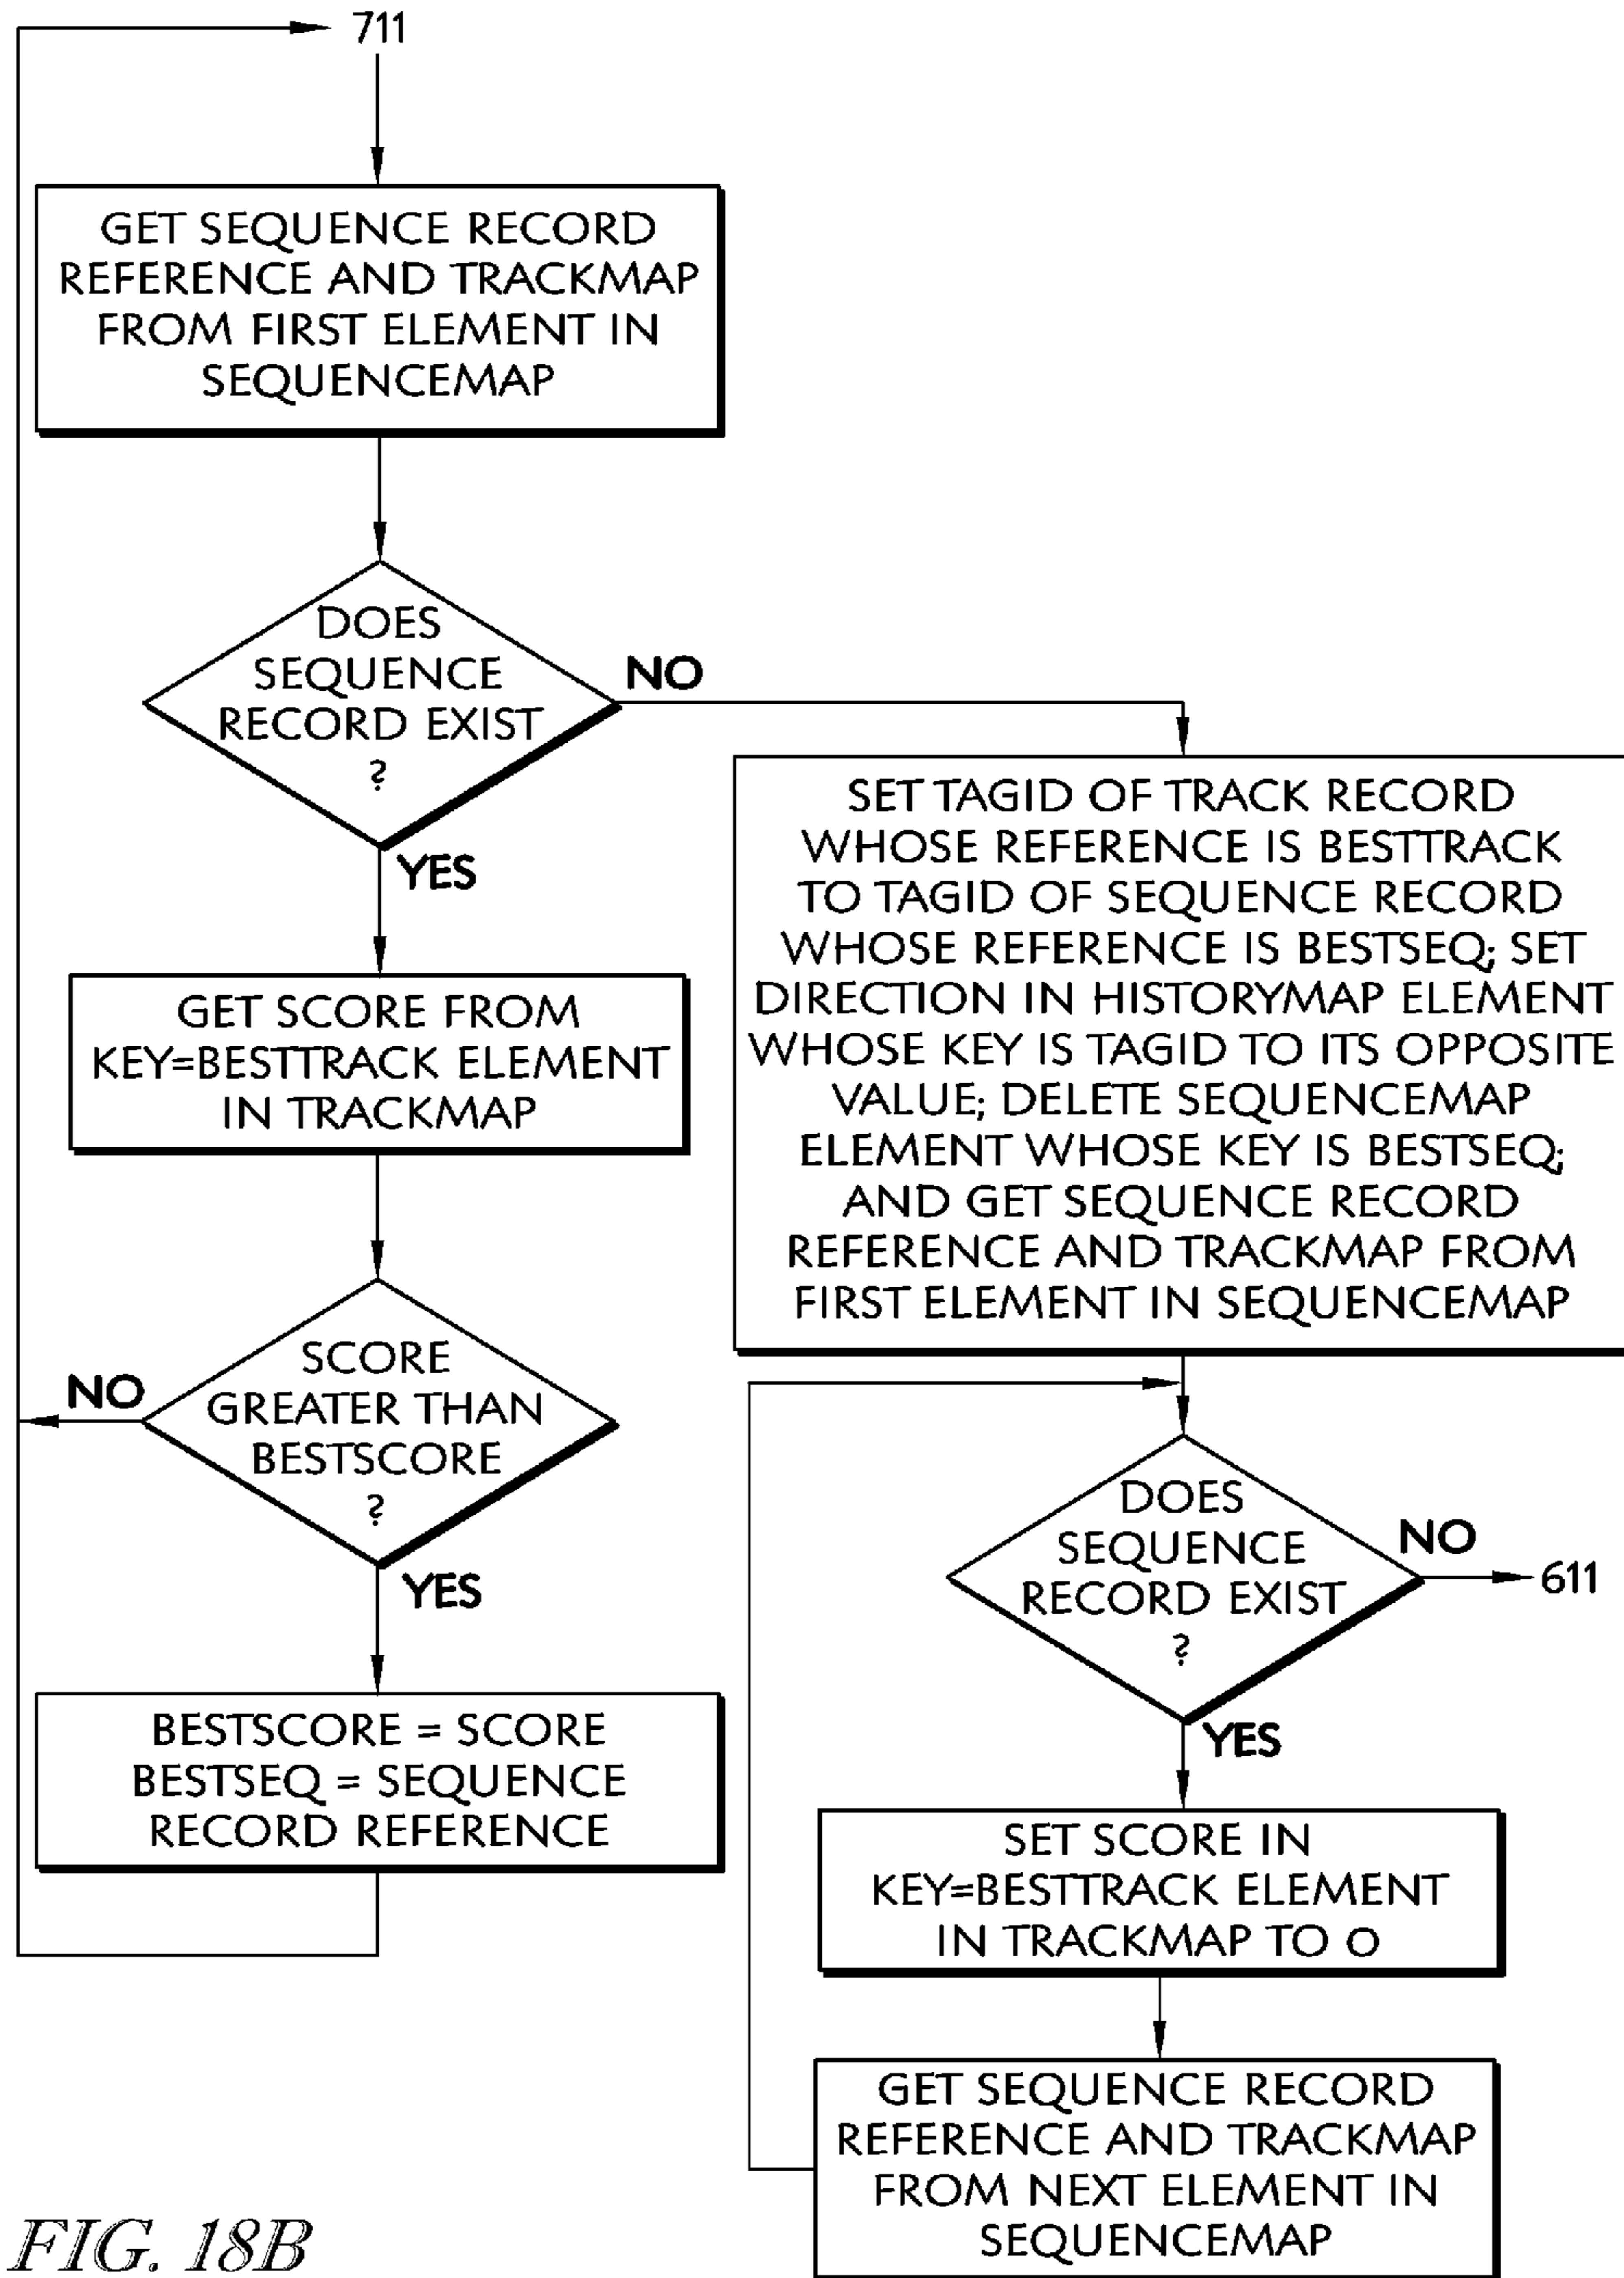 711
GET SEQUENCE RECORD
REFERENCE AND TRACKMAP
FROM FIRST ELEMENT IN
SEQUENCEMAP
DOES
SEQUENCE
RECORD EXIST
?
NO
YES
GET SCORE FROM
KEY=BESTTRACK ELEMENT
IN TRACKMAP
SCORE
GREATER THAN
BESTSCORE
?
NO
YES
BESTSCORE = SCORE
BESTSEQ = SEQUENCE
RECORD REFERENCE
SET TAGID OF TRACK RECORD
WHOSE REFERENCE IS BESTTRACK
TO TAGID OF SEQUENCE RECORD
WHOSE REFERENCE IS BESTSEQ; SET
DIRECTION IN HISTORYMAP ELEMENT
WHOSE KEY IS TAGID TO ITS OPPOSITE
VALUE; DELETE SEQUENCEMAP
ELEMENT WHOSE KEY IS BESTSEQ;
AND GET SEQUENCE RECORD
REFERENCE AND TRACKMAP FROM
FIRST ELEMENT IN SEQUENCEMAP
DOES
SEQUENCE
RECORD EXIST
?
NO
611
YES
SET SCORE IN
KEY=BESTTRACK ELEMENT
IN TRACKMAP TO 0
GET SEQUENCE RECORD
REFERENCE AND TRACKMAP
FROM NEXT ELEMENT IN
SEQUENCEMAP
FIG. 18B